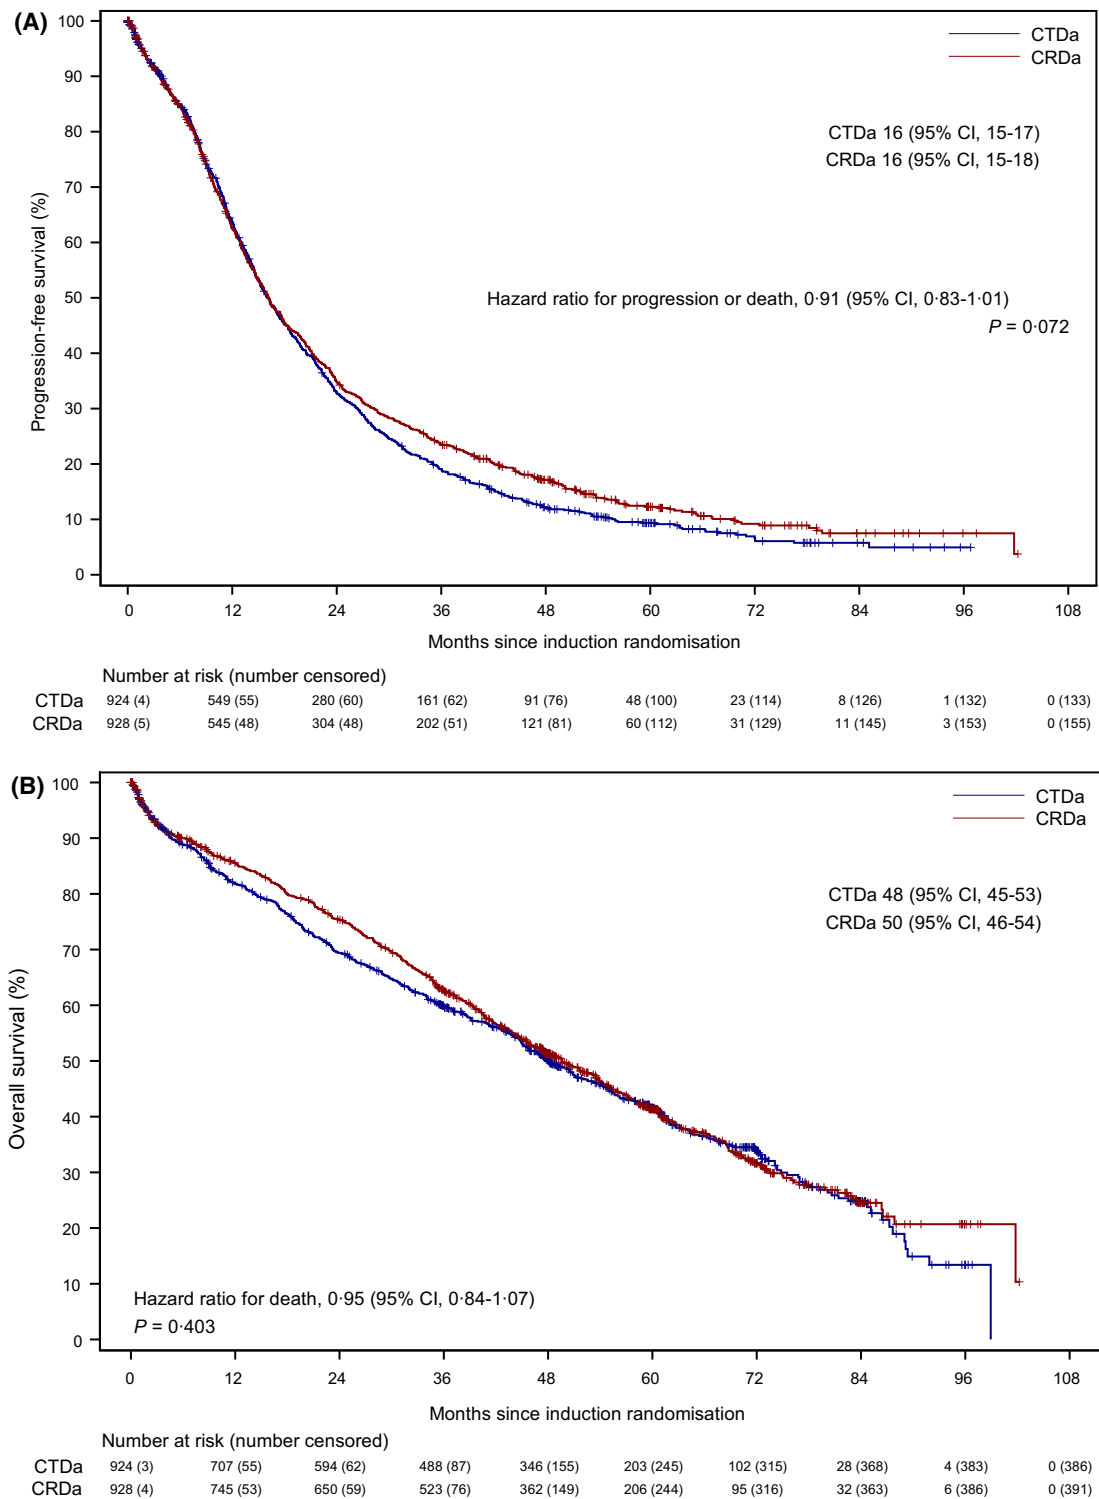 (A)
CTDa
CRDa
CTDa 16 (95% CI, 15-17)
CRDa 16 (95% CI, 15-18)
Hazard ratio for progression or death, 0·91 (95% CI, 0·83-1·01)
P = 0·072
Progression-free survival (%)
100
90
80
70
60
50
40
30
20
10
0
0 12 24 36 48 60 72 84 96 108
Months since induction randomisation
Number at risk (number censored)
CTDa 924 (4) 549 (55) 280 (60) 161 (62) 91 (76) 48 (100) 23 (114) 8 (126) 1 (132) 0 (133)
CRDa 928 (5) 545 (48) 304 (48) 202 (51) 121 (81) 60 (112) 31 (129) 11 (145) 3 (153) 0 (155)
(B)
CTDa
CRDa
CTDa 48 (95% CI, 45-53)
CRDa 50 (95% CI, 46-54)
Overall survival (%)
100
90
80
70
60
50
40
30
20
10
0
Hazard ratio for death, 0·95 (95% CI, 0·84-1·07)
P = 0·403
0 12 24 36 48 60 72 84 96 108
Months since induction randomisation
Number at risk (number censored)
CTDa 924 (3) 707 (55) 594 (62) 488 (87) 346 (155) 203 (245) 102 (315) 28 (368) 4 (383) 0 (386)
CRDa 928 (4) 745 (53) 650 (59) 523 (76) 362 (149) 206 (244) 95 (316) 32 (363) 6 (386) 0 (391)